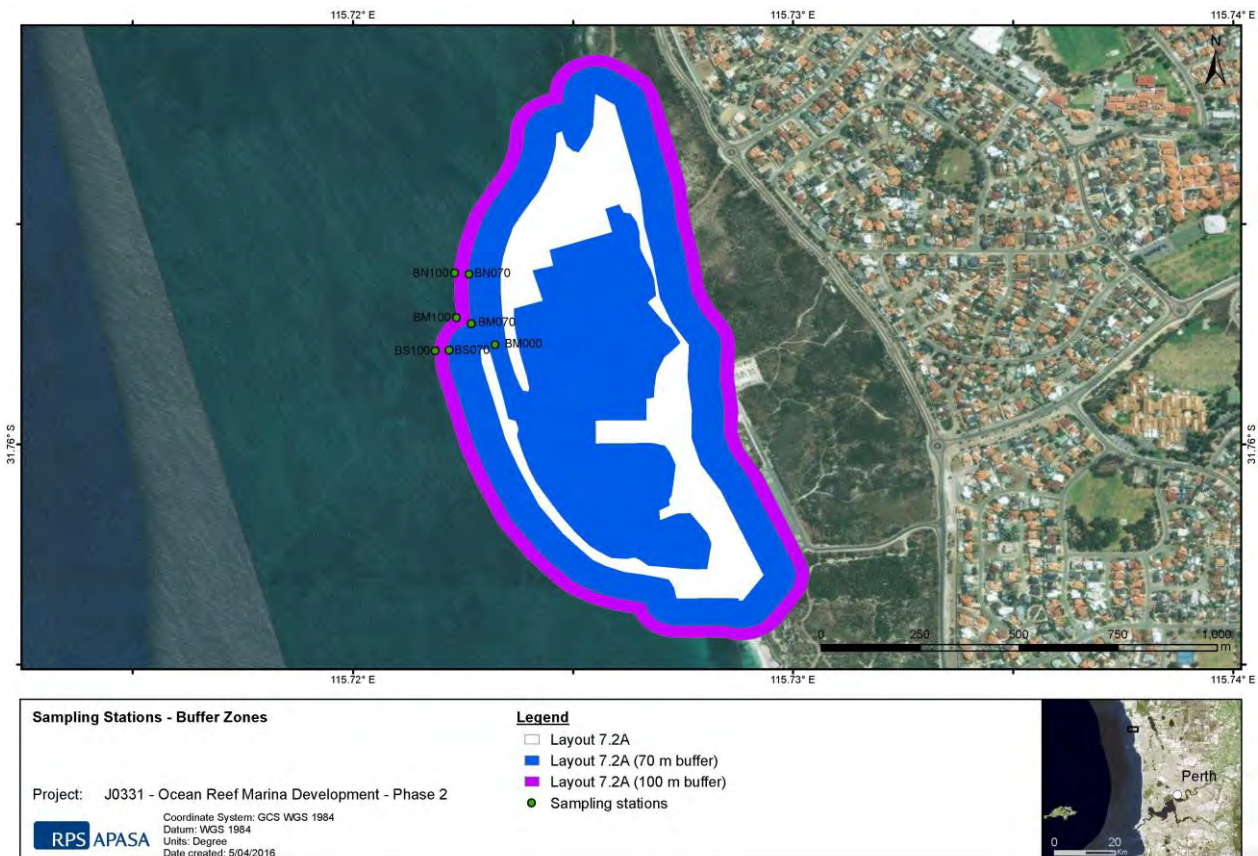 115.72° E
115.73° E
115.74° E
N
BN100
BN070
BM100
BM070
BM000
BS100
BS070
31.76° S
31.76° S
0
250
500
750
1,000
m
115.72° E
115.73° E
115.74° E
Sampling Stations - Buffer Zones
Project: J0331 - Ocean Reef Marina Development - Phase 2
RPS APASA
Coordinate System: GCS WGS 1984
Datum: WGS 1984
Units: Degree
Date created: 5/04/2016
Legend
Layout 7.2A
Layout 7.2A (70 m buffer)
Layout 7.2A (100 m buffer)
Sampling stations
Perth
0
20
Km